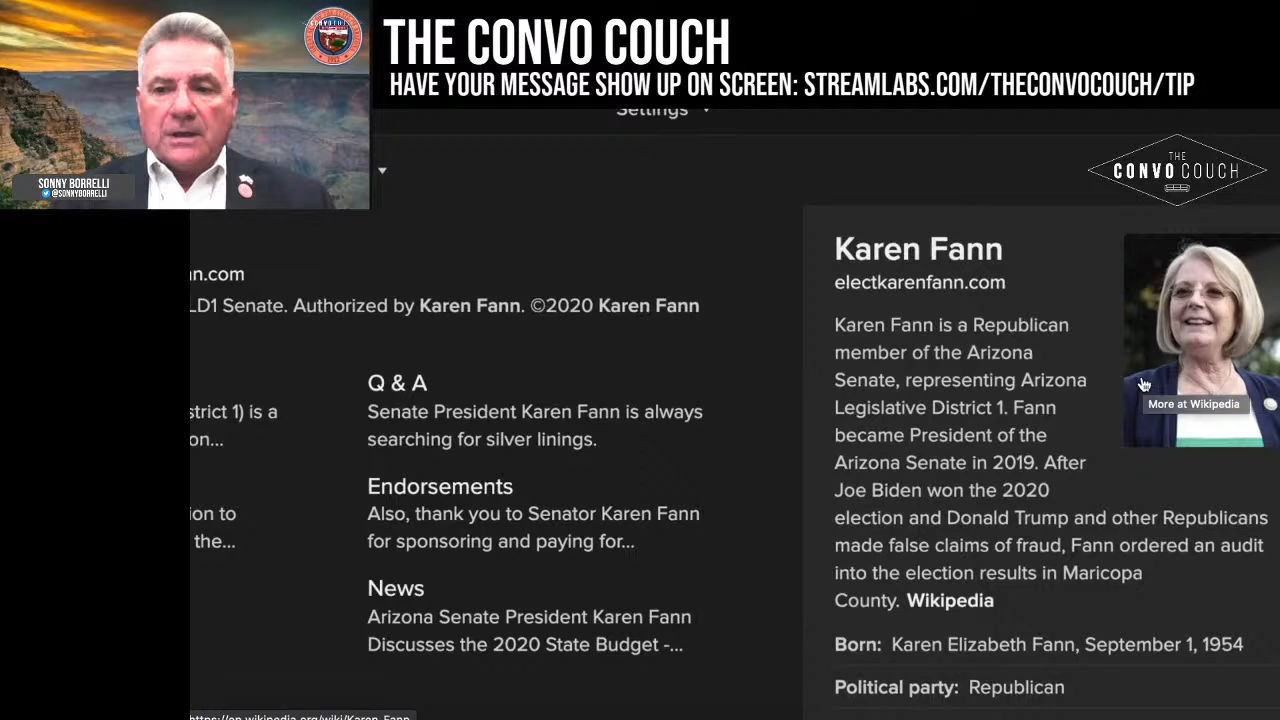 THE CONVO COUCH
HAVE YOUR MESSAGE SHOW UP ON SCREEN: STREAMLABS.COM/THECONVOCOUCH/TIP
Settings
SONNY BORRELLI
@SONNYBORRELLI
THE
CONVO COUCH
n.com
LD1 Senate. Authorized by Karen Fann. ©2020 Karen Fann
strict 1) is a
on...
ion to
the...
Q & A
Senate President Karen Fann is always
searching for silver linings.
Endorsements
Also, thank you to Senator Karen Fann
for sponsoring and paying for...
News
Arizona Senate President Karen Fann
Discusses the 2020 State Budget -...
Karen Fann
electkarenfann.com
Karen Fann is a Republican
member of the Arizona
Senate, representing Arizona
Legislative District 1. Fann
became President of the
Arizona Senate in 2019. After
Joe Biden won the 2020
election and Donald Trump and other Republicans
made false claims of fraud, Fann ordered an audit
into the election results in Maricopa
County. Wikipedia
More at Wikipedia
Born: Karen Elizabeth Fann, September 1, 1954
Political party: Republican
https://en.wikipedia.org/wiki/Karen_Fann